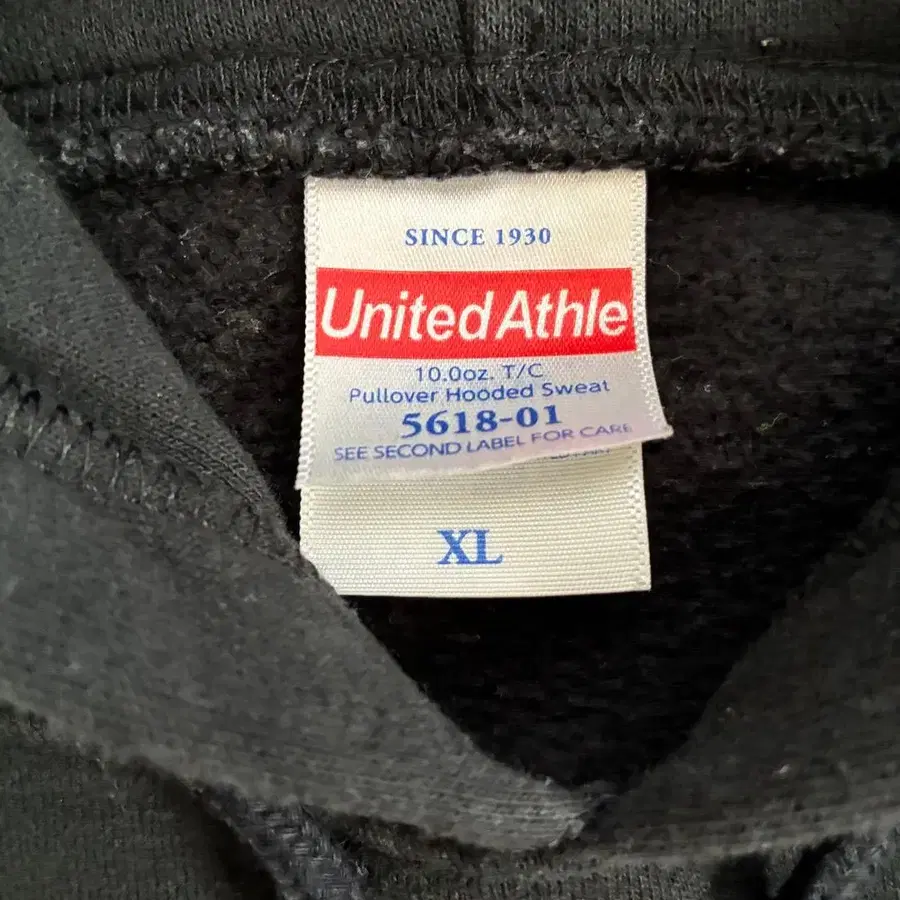 SINCE 1930
United Athle
10.0oz. T/C
Pullover Hooded Sweat
5618-01
SEE SECOND LABEL FOR CARE
XL